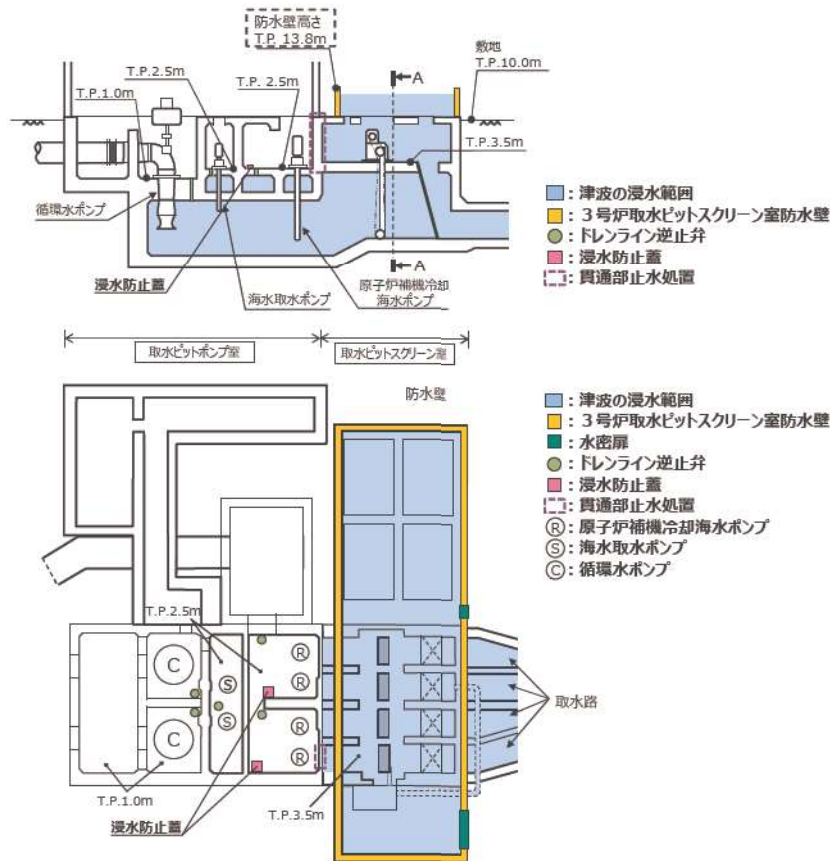 防水壁高さ
T.P. 13.8m
敷地
T.P.10.0m
A
T.P.2.5m
T.P. 2.5m
T.P.1.0m
T.P.3.5m
循環水ポンプ
浸水防止蓋
海水取水ポンプ
原子炉補機冷却
海水ポンプ
A
：津波の浸水範囲
：３号炉取水ピットスクリーン室防水壁
：ドレンライン逆止弁
：浸水防止蓋
：貫通部止水処置
取水ピットポンプ室
取水ピットスクリーン室
防水壁
：津波の浸水範囲
：３号炉取水ピットスクリーン室防水壁
：水密扉
：ドレンライン逆止弁
：浸水防止蓋
：貫通部止水処置
R：原子炉補機冷却海水ポンプ
S：海水取水ポンプ
C：循環水ポンプ
T.P.2.5m
C
S
R
R
S
C
R
R
取水路
T.P.1.0m
T.P.3.5m
浸水防止蓋